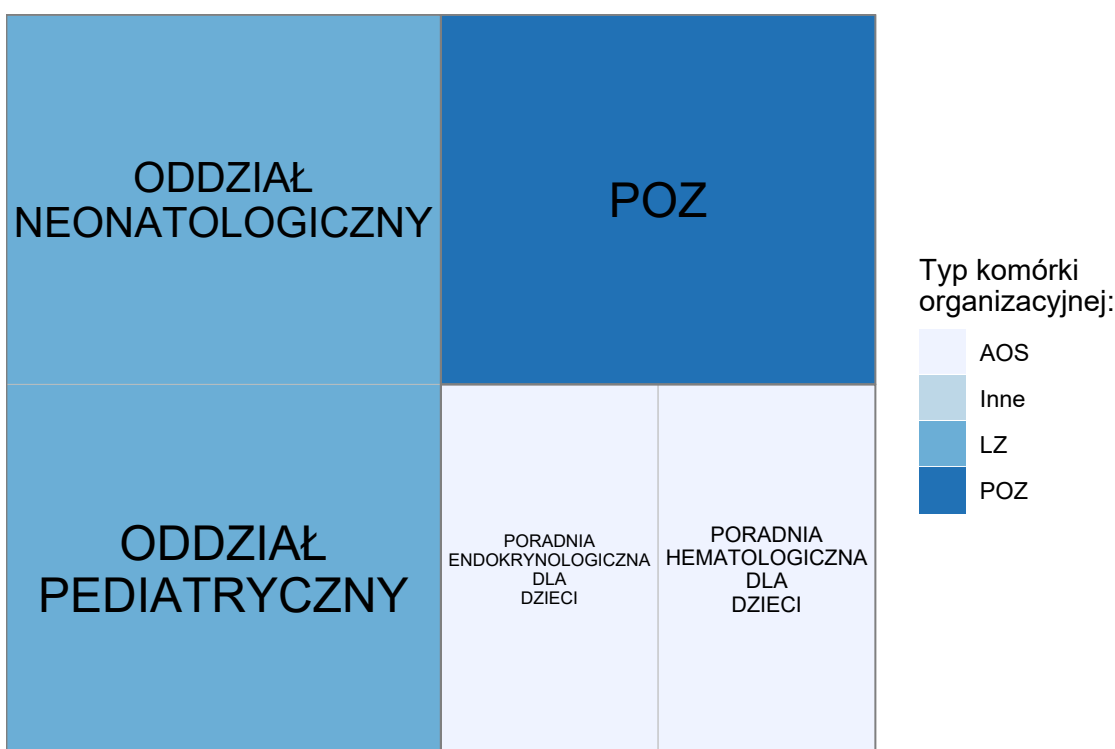 ODDZIAŁ
NEONATOLOGICZNY
POZ
ODDZIAŁ
PEDIATRYCZNY
PORADNIA
ENDOKRYNOLOGICZNA
DLA
DZIECI
PORADNIA
HEMATOLOGICZNA
DLA
DZIECI
Typ komórki
organizacyjnej:
AOS
Inne
LZ
POZ